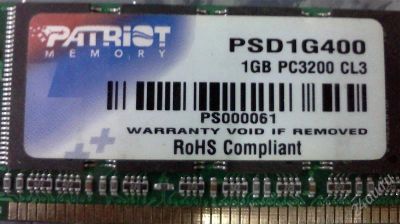 PATRIOT
MEMORY
PSD1G400
1GB PC3200 CL3
PS000061
WARRANTY VOID IF REMOVED
RoHS Compliant